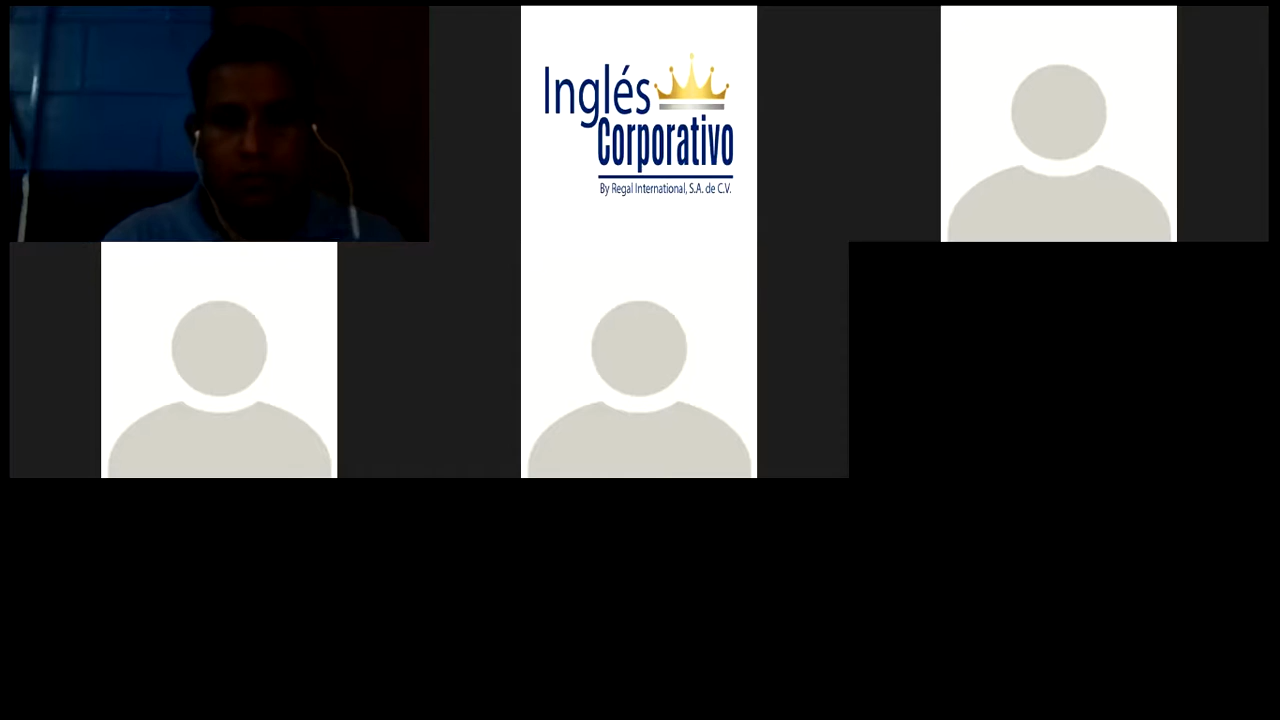 Inglés
Corporativo
By Regal International, S.A. de C.V.